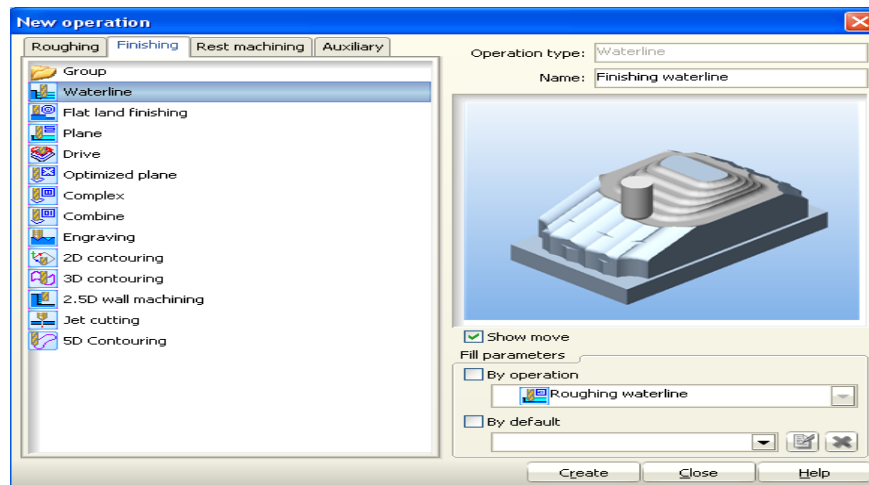 New operation
Roughing Finishing Rest machining Auxiliary
Group
Waterline
Flat land finishing
Plane
Drive
Optimized plane
Complex
Combine
Engraving
2D contouring
3D contouring
2.5D wall machining
Jet cutting
5D Contouring
Operation type: Waterline
Name: Finishing waterline
Show move
Fill parameters
By operation
Roughing waterline
By default
Create Close Help